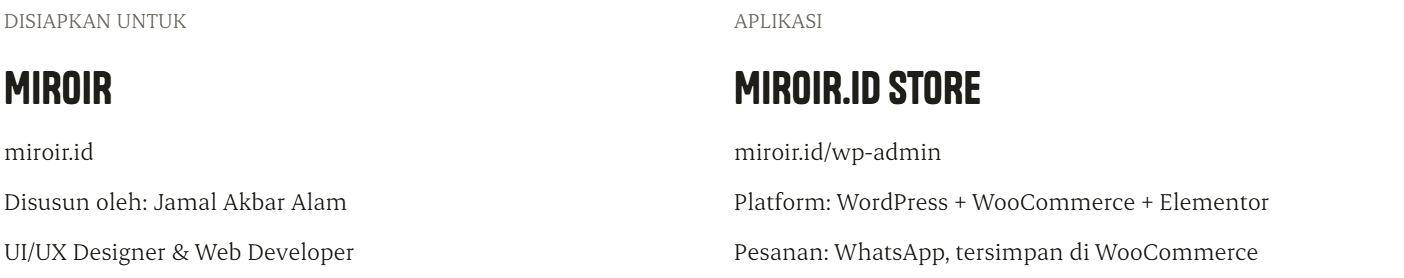 DISIAPKAN UNTUK
MIROIR
miroir.id
Disusun oleh: Jamal Akbar Alam
UI/UX Designer & Web Developer
APLIKASI
MIROIR.ID STORE
miroir.id/wp-admin
Platform: WordPress + WooCommerce + Elementor
Pesanan: WhatsApp, tersimpan di WooCommerce